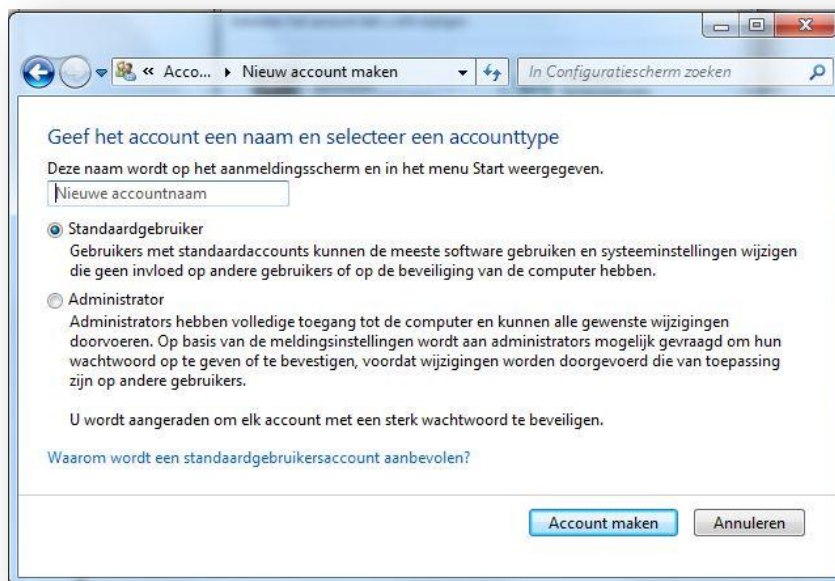 « Acco... ▸ Nieuw account maken
In Configuratiescherm zoeken
Geef het account een naam en selecteer een accounttype
Deze naam wordt op het aanmeldingsscherm en in het menu Start weergegeven.
Nieuwe accountnaam
Standaardgebruiker
Gebruikers met standaardaccounts kunnen de meeste software gebruiken en systeeminstellingen wijzigen
die geen invloed op andere gebruikers of op de beveiliging van de computer hebben.
Administrator
Administrators hebben volledige toegang tot de computer en kunnen alle gewenste wijzigingen
doorvoeren. Op basis van de meldingsinstellingen wordt aan administrators mogelijk gevraagd om hun
wachtwoord op te geven of te bevestigen, voordat wijzigingen worden doorgevoerd die van toepassing
zijn op andere gebruikers.
U wordt aangeraden om elk account met een sterk wachtwoord te beveiligen.
Waarom wordt een standaardgebruikersaccount aanbevolen?
Account maken
Annuleren